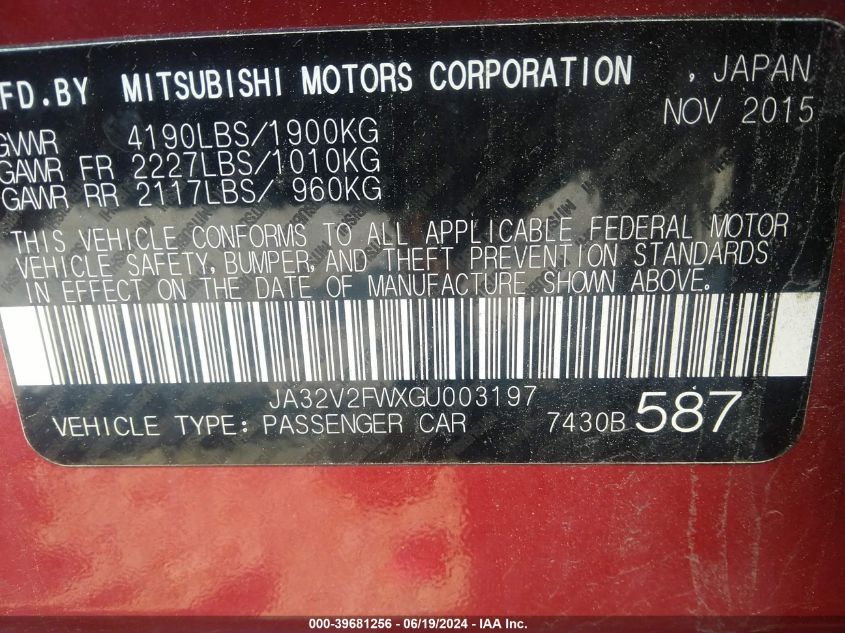 FD.BY MITSUBISHI MOTORS CORPORATION , JAPAN
NOV 2015
GWWR 4190LBS/1900KG
GAWR FR 2227LBS/1010KG
GAWR RR 2117LBS/ 960KG
THIS VEHICLE CONFORMS TO ALL APPLICABLE FEDERAL MOTOR
VEHICLE SAFETY, BUMPER, AND THEFT PREVENTION STANDARDS
IN EFFECT ON THE DATE OF MANUFACTURE SHOWN ABOVE.
JA32V2FWXGU003197
VEHICLE TYPE: PASSENGER CAR 7430B 587
000-39681256 - 06/19/2024 - IAA, Inc.